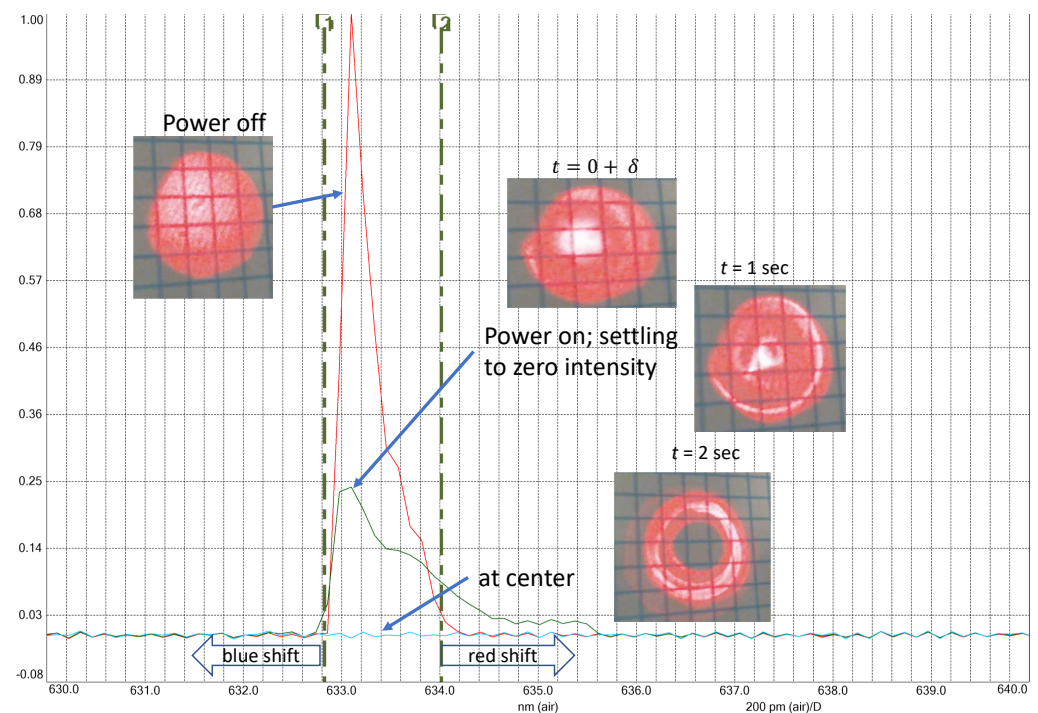 1.00
1
2
0.89
Power off
0.79
t = 0 + δ
0.68
t = 1 sec
0.57
Power on; settling
to zero intensity
0.46
0.36
t = 2 sec
0.25
0.14
at center
0.03
blue shift
red shift
-0.08
630.0 631.0 632.0 633.0 634.0 635.0 636.0 637.0 638.0 639.0 640.0
nm (air) 200 pm (air)/D